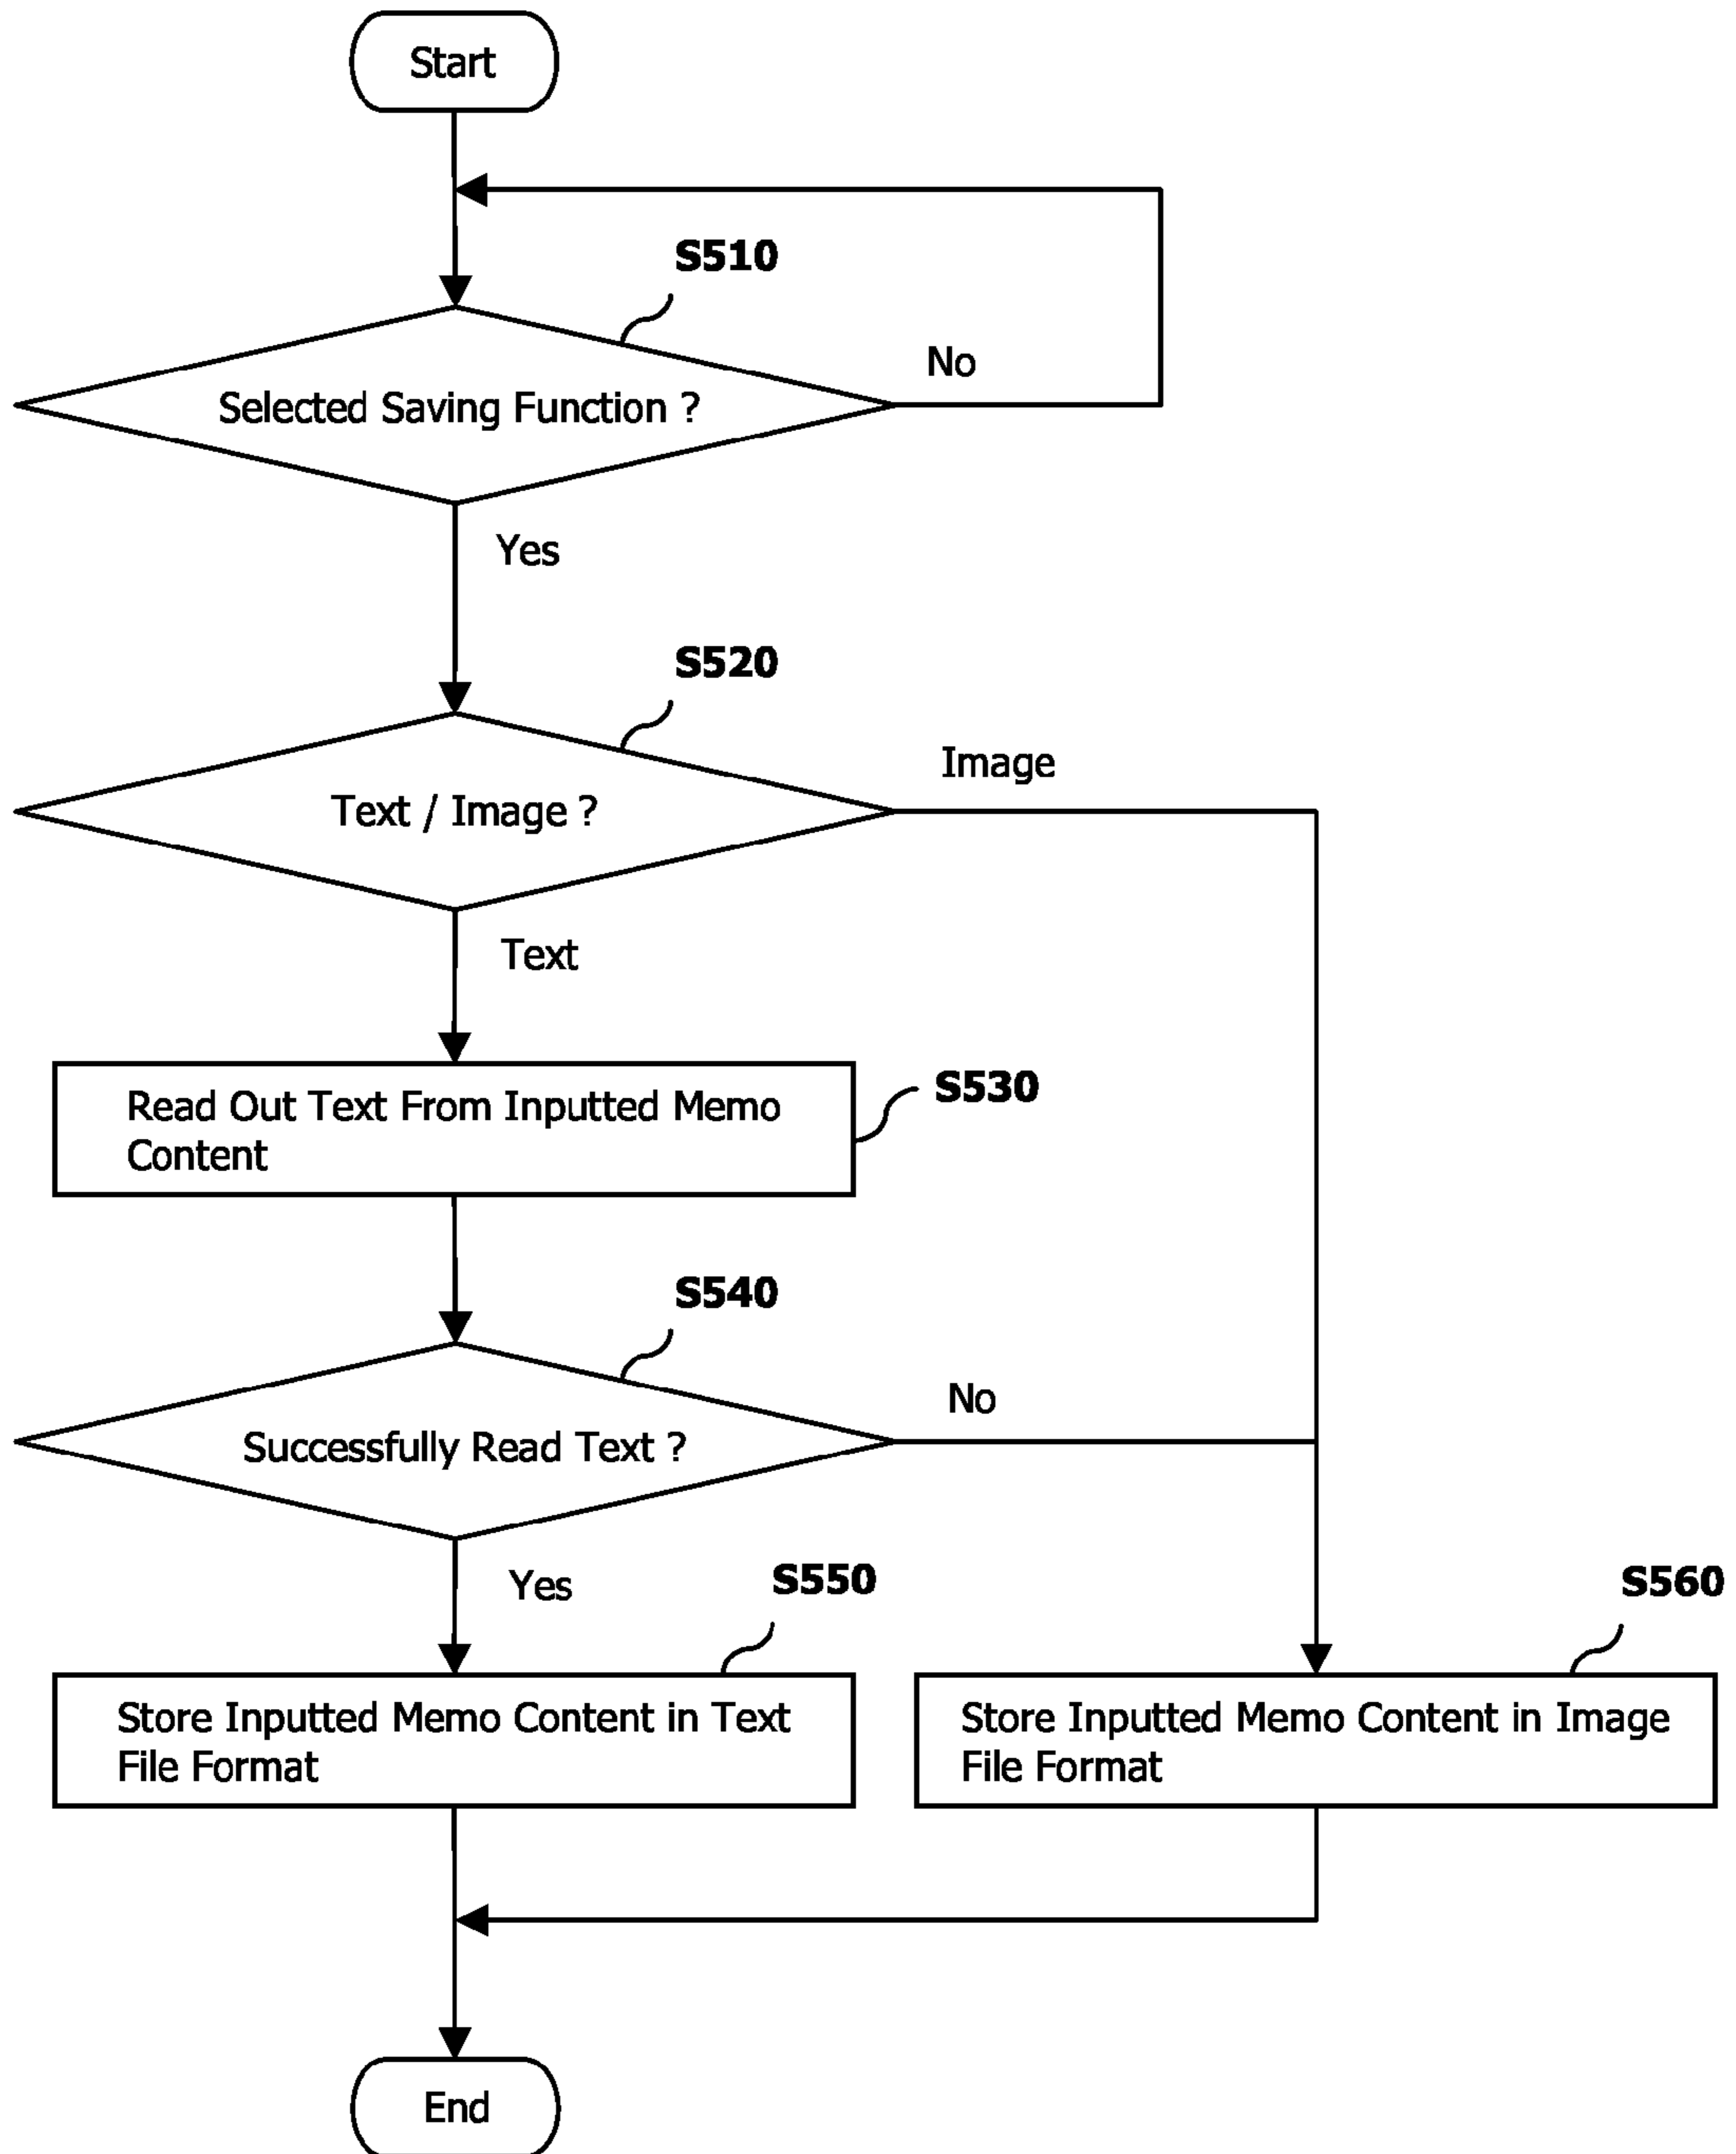 Start
S510
No
Selected Saving Function ?
Yes
S520
Image
Text / Image ?
Text
S530
Read Out Text From Inputted Memo
Content
S540
No
Successfully Read Text ?
Yes
S550
S560
Store Inputted Memo Content in Text
File Format
Store Inputted Memo Content in Image
File Format
End